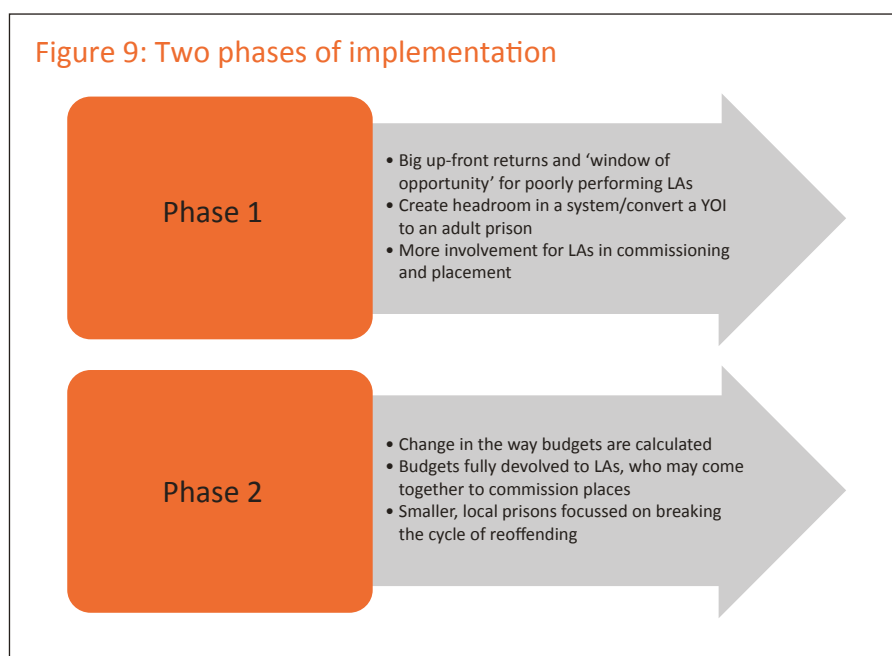 Figure 9: Two phases of implementation
Phase 1
• Big up-front returns and ‘window of
opportunity’ for poorly performing LAs
• Create headroom in a system/convert a YOI
to an adult prison
• More involvement for LAs in commissioning
and placement
Phase 2
• Change in the way budgets are calculated
• Budgets fully devolved to LAs, who may come
together to commission places
• Smaller, local prisons focussed on breaking
the cycle of reoffending